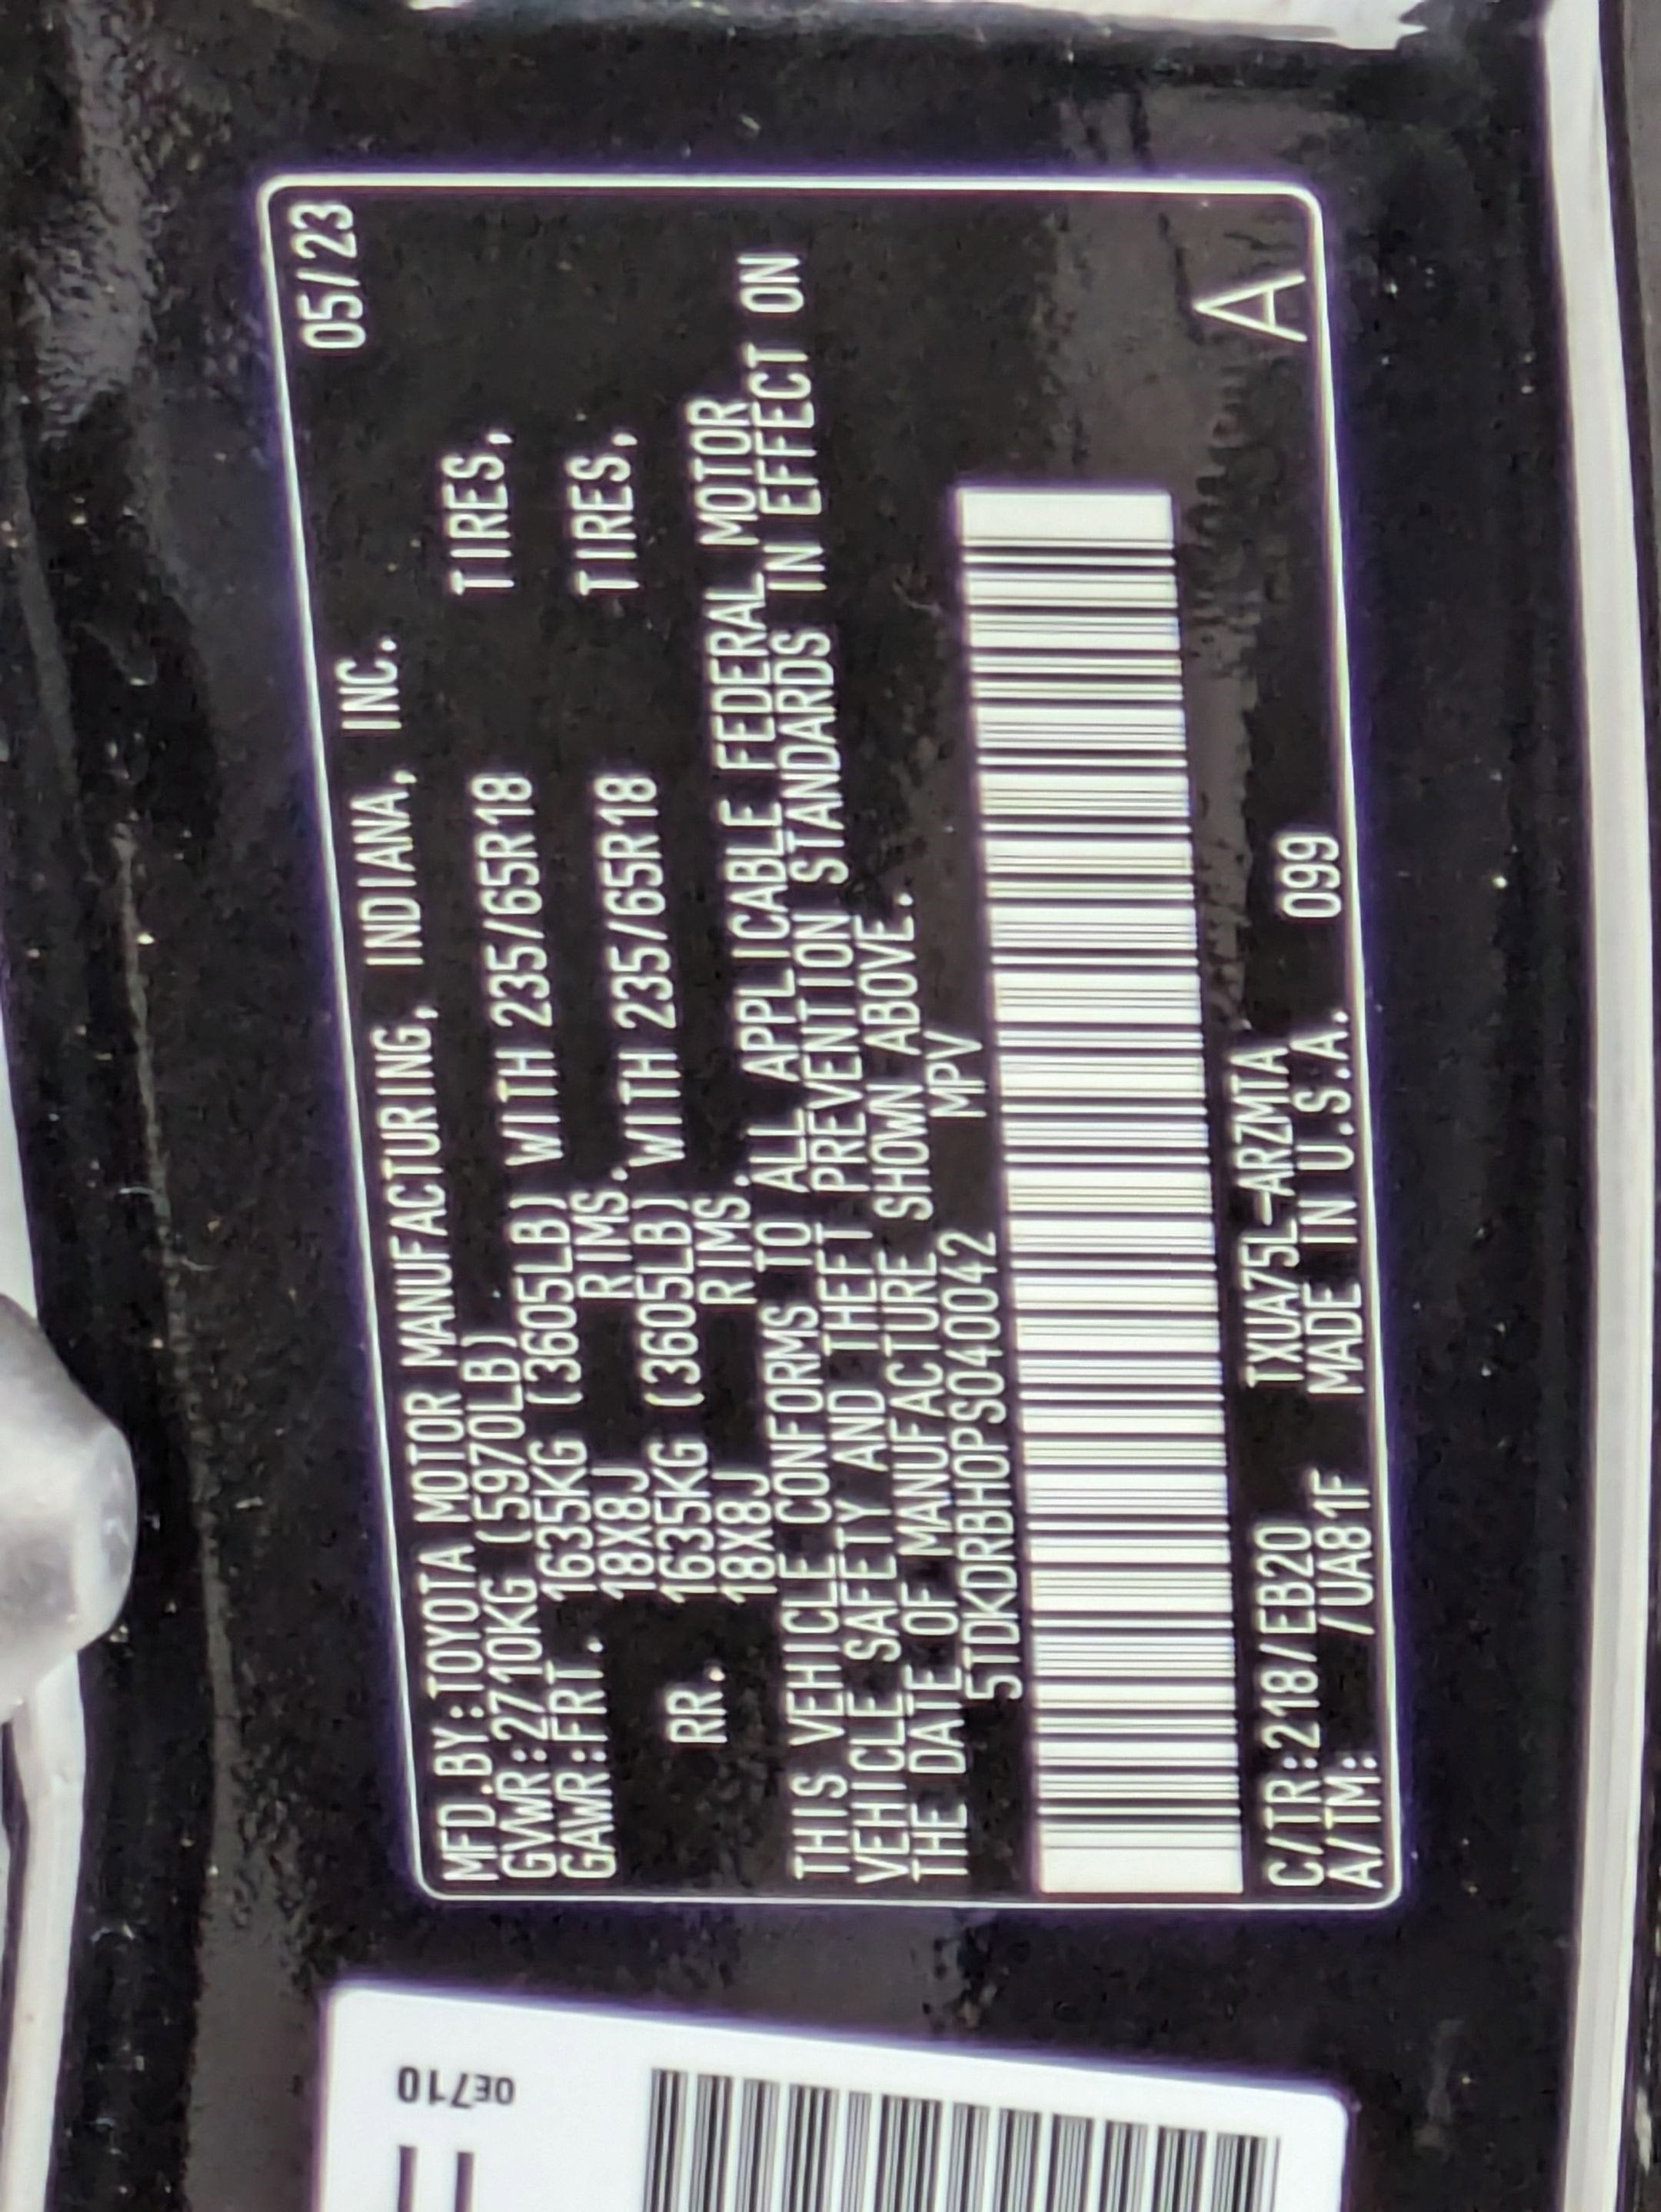 05/23
MFD.BY:TOYOTA MOTOR MANUFACTURING, INDIANA, INC.
GVWR:2710KG (5970LB)
GAWR:FRT. 1635KG (3605LB) WITH 235/65R18 TIRES,
18X8J RIMS.
RR. 1635KG (3605LB) WITH 235/65R18 TIRES,
18X8J RIMS.
THIS VEHICLE CONFORMS TO ALL APPLICABLE FEDERAL MOTOR
VEHICLE SAFETY AND THEFT PREVENTION STANDARDS IN EFFECT ON
THE DATE OF MANUFACTURE SHOWN ABOVE.
5TDKDRBH0PS040042 MPV
C/TR:218/EB20 TXUA75L-ARZMTA
A/TM: /UA81F MADE IN U.S.A. 099 A
0E710